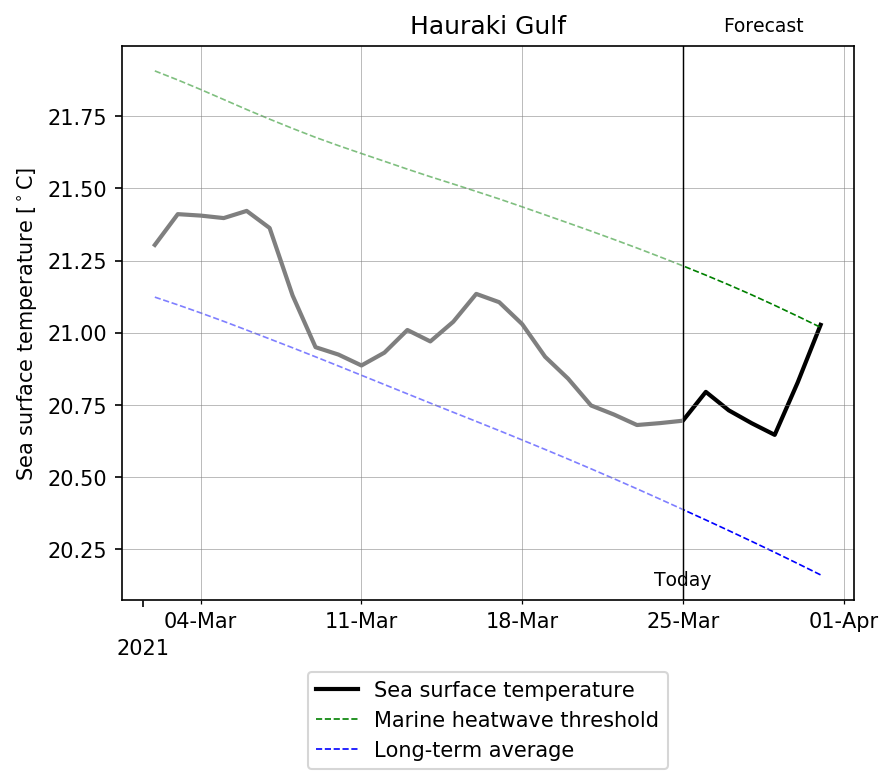 Hauraki Gulf
Forecast
Sea surface temperature [°C]
21.75
21.50
21.25
21.00
20.75
20.50
20.25
Today
04-Mar
11-Mar
18-Mar
25-Mar
01-Apr
2021
Sea surface temperature
Marine heatwave threshold
Long-term average